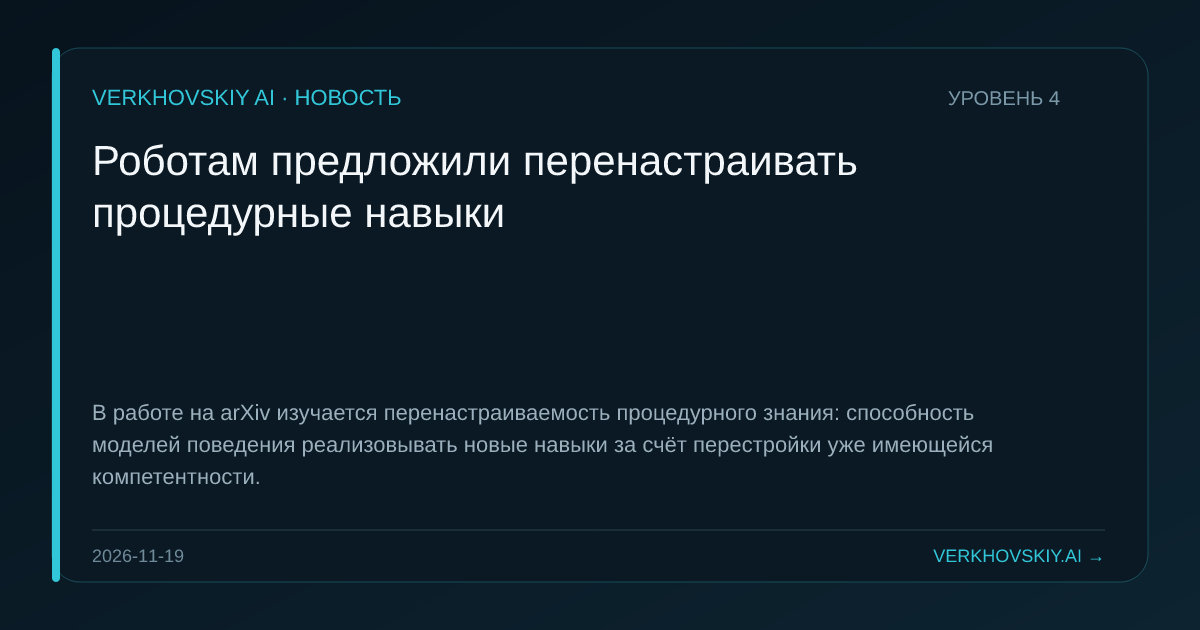 VERKHOVSKIY AI · НОВОСТЬ
УРОВЕНЬ 4
Роботам предложили перенастраивать
процедурные навыки
В работе на arXiv изучается перенастраиваемость процедурного знания: способность
моделей поведения реализовывать новые навыки за счёт перестройки уже имеющейся
компетентности.
2026-11-19
VERKHOVSKIY.AI →